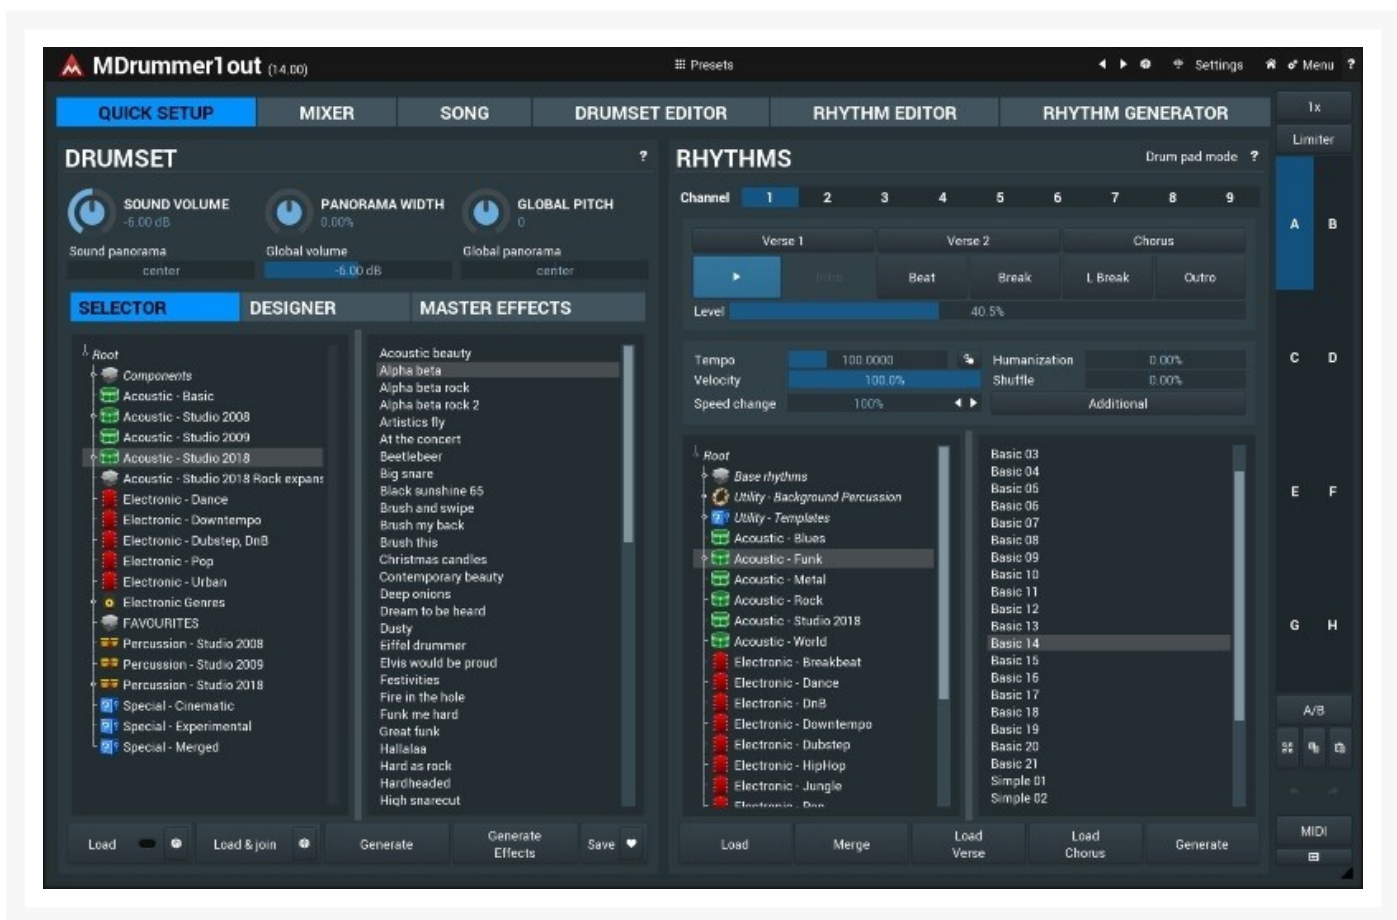 MDrummer1out (14.00)
Presets
Settings
Menu ?
QUICK SETUP
MIXER
SONG
DRUMSET EDITOR
RHYTHM EDITOR
RHYTHM GENERATOR
DRUMSET
?
SOUND VOLUME
-6.00 dB
PANORAMA WIDTH
0.00%
GLOBAL PITCH
0
Sound panorama
center
Global volume
-6.00 dB
Global panorama
center
SELECTOR
DESIGNER
MASTER EFFECTS
Root
Components
Acoustic - Basic
Acoustic - Studio 2008
Acoustic - Studio 2009
Acoustic - Studio 2018
Acoustic - Studio 2018 Rock expans
Electronic - Dance
Electronic - Downtempo
Electronic - Dubstep, DnB
Electronic - Pop
Electronic - Urban
Electronic Genres
FAVOURITES
Percussion - Studio 2008
Percussion - Studio 2009
Percussion - Studio 2018
Special - Cinematic
Special - Experimental
Special - Merged
Acoustic beauty
Alpha beta
Alpha beta rock
Alpha beta rock 2
Artistics fly
At the concert
Beetlebeer
Big snare
Black sunshine 65
Brush and swipe
Brush my back
Brush this
Christmas candles
Contemporary beauty
Deep onions
Dream to be heard
Dusty
Eiffel drummer
Elvis would be proud
Festivities
Fire in the hole
Funk me hard
Great funk
Hallalaa
Hard as rock
Hardheaded
High snarecut
Load
Load & join
Generate
Generate
Effects
Save
RHYTHMS
Drum pad mode ?
Channel 1 2 3 4 5 6 7 8 9
Verse 1
Verse 2
Chorus
Intro
Beat
Break
L Break
Outro
Level 40.5%
Tempo 100.0000
Humanization 0.00%
Velocity 100.0%
Shuffle 0.00%
Speed change 100%
Additional
Root
Base rhythms
Utility - Background Percussion
Utility - Templates
Acoustic - Blues
Acoustic - Funk
Acoustic - Metal
Acoustic - Rock
Acoustic - Studio 2018
Acoustic - World
Electronic - Breakbeat
Electronic - Dance
Electronic - DnB
Electronic - Downtempo
Electronic - Dubstep
Electronic - HipHop
Electronic - Jungle
Electronic - Pop
Basic 03
Basic 04
Basic 05
Basic 06
Basic 07
Basic 08
Basic 09
Basic 10
Basic 11
Basic 12
Basic 13
Basic 14
Basic 15
Basic 16
Basic 17
Basic 18
Basic 19
Basic 20
Basic 21
Simple 01
Simple 02
Load
Merge
Load
Verse
Load
Chorus
Generate
1x
Limiter
A B
C D
E F
G H
A/B
MIDI